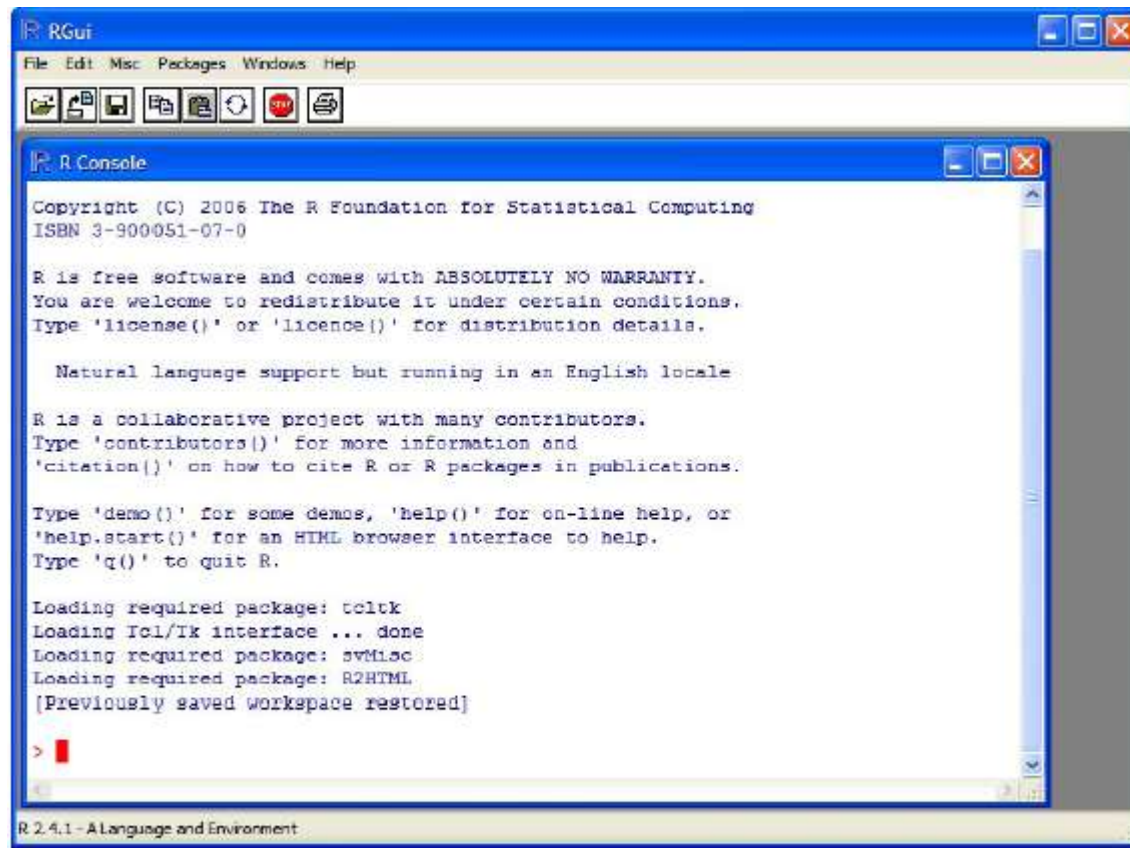 RGui
File Edit Misc Packages Windows Help
STOP
R Console
Copyright (C) 2006 The R Foundation for Statistical Computing
ISBN 3-900051-07-0
R is free software and comes with ABSOLUTELY NO WARRANTY.
You are welcome to redistribute it under certain conditions.
Type 'license()' or 'licence()' for distribution details.
Natural language support but running in an English locale
R is a collaborative project with many contributors.
Type 'contributors()' for more information and
'citation()' on how to cite R or R packages in publications.
Type 'demo()' for some demos, 'help()' for on-line help, or
'help.start()' for an HTML browser interface to help.
Type 'q()' to quit R.
Loading required package: tcltk
Loading Tcl/Tk interface ... done
Loading required package: svMisc
Loading required package: R2HTML
[Previously saved workspace restored]
>
R 2.4.1 - A Language and Environment